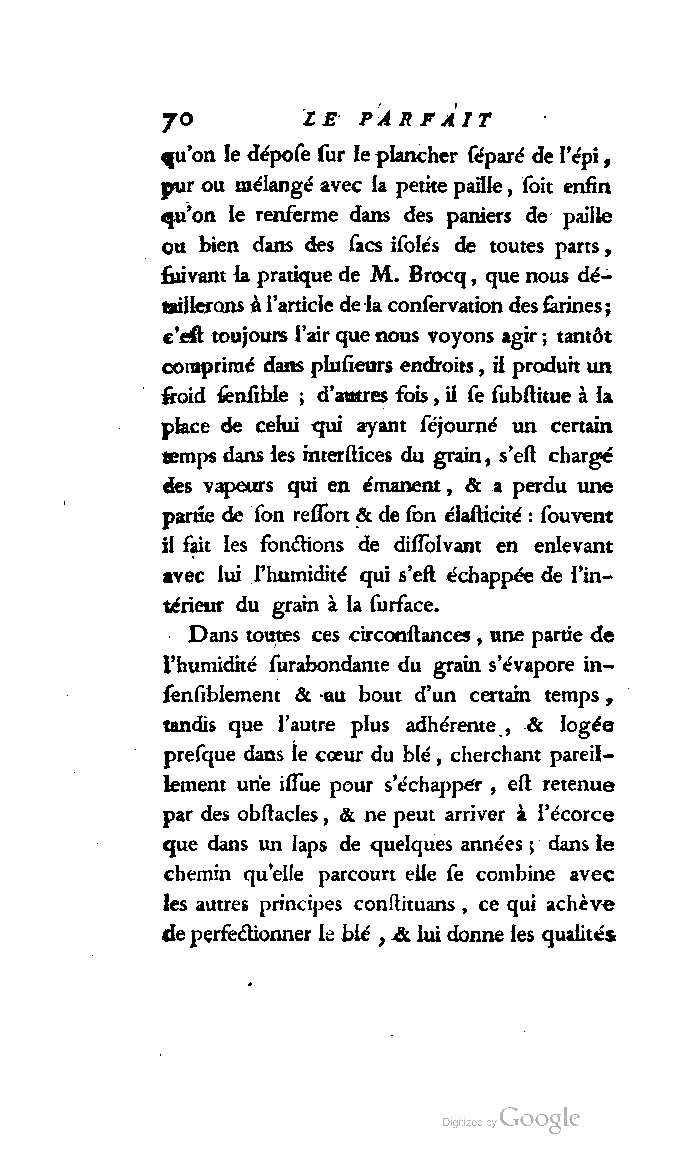 70 LE PARFAIT
qu'on le dépoſe ſur le plancher ſéparé de l'épi,
pur ou mélangé avec la petite paille, ſoit enfin
qu'on le renferme dans des paniers de paille
ou bien dans des ſacs iſolés de toutes parts,
ſuivant la pratique de M. Brocq, que nous dé-
taillerons à l'article de la conſervation des farines;
c'eſt toujours l'air que nous voyons agir; tantôt
comprimé dans pluſieurs endroits, il produit un
froid ſenſible; d'autres fois, il ſe ſubſtitue à la
place de celui qui ayant ſéjourné un certain
temps dans les interſtices du grain, s'eſt chargé
des vapeurs qui en émanent, & a perdu une
partie de ſon reſſort & de ſon élaſticité: ſouvent
il fait les fonctions de diſſolvant en enlevant
avec lui l'humidité qui s'eſt échappée de l'in-
térieur du grain à la ſurface.
Dans toutes ces circonſtances, une partie de
l'humidité ſurabondante du grain s'évapore in-
ſenſiblement & au bout d'un certain temps,
tandis que l'autre plus adhérente, & logée
preſque dans le cœur du blé, cherchant pareil-
lement une iſſue pour s'échapper, eſt retenue
par des obſtacles, & ne peut arriver à l'écorce
que dans un laps de quelques années; dans le
chemin qu'elle parcourt elle ſe combine avec
les autres principes conſtituans, ce qui achève
de perfectionner le blé, & lui donne les qualités
Digitized by Google